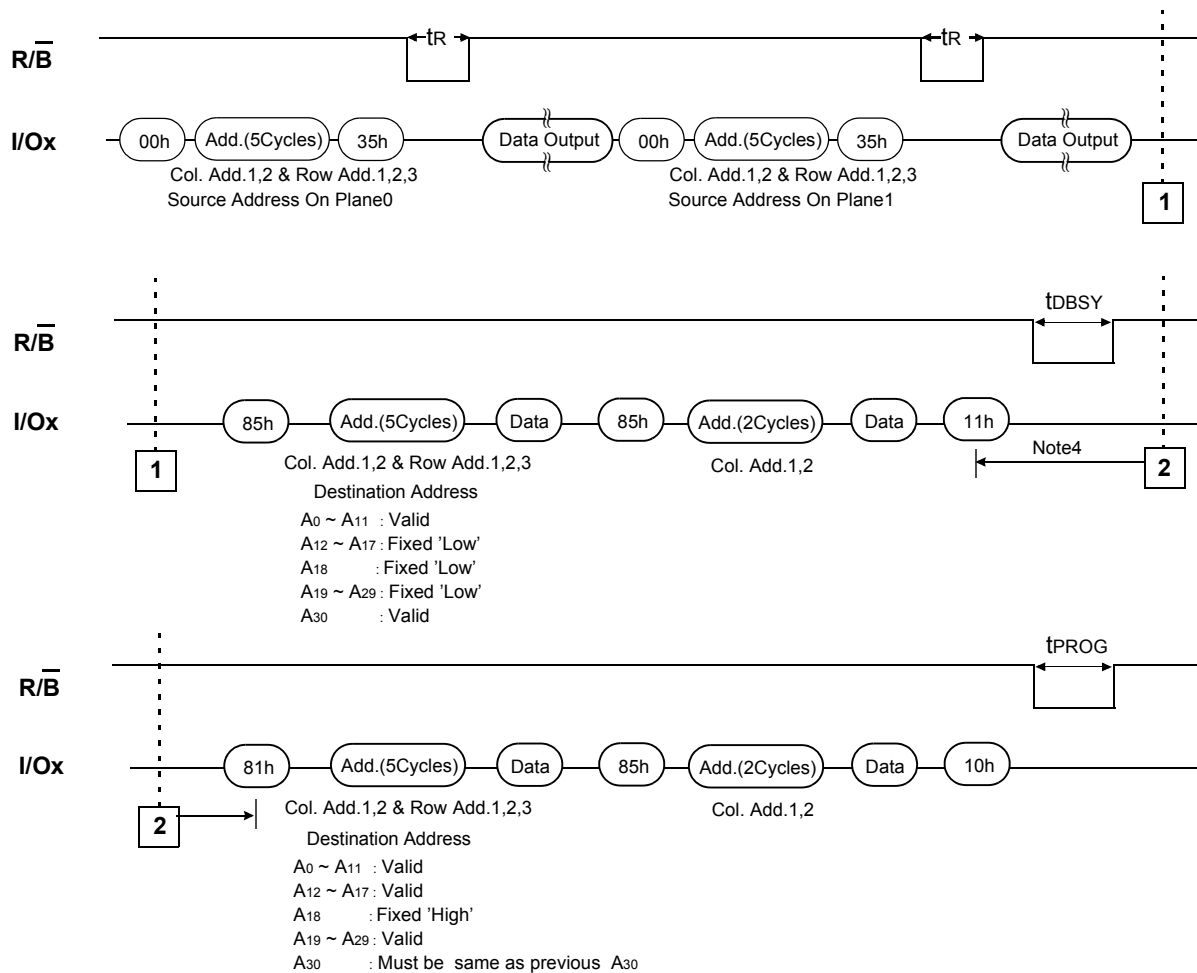 tR tR
R/B
I/Ox 00h Add.(5Cycles) 35h Data Output 00h Add.(5Cycles) 35h Data Output
Col. Add.1,2 & Row Add.1,2,3 Col. Add.1,2 & Row Add.1,2,3
Source Address On Plane0 Source Address On Plane1
1
tDBSY
R/B
I/Ox 85h Add.(5Cycles) Data 85h Add.(2Cycles) Data 11h
1 Col. Add.1,2 & Row Add.1,2,3 Col. Add.1,2 Note4 2
Destination Address
A0 ~ A11 : Valid
A12 ~ A17 : Fixed 'Low'
A18 : Fixed 'Low'
A19 ~ A29 : Fixed 'Low'
A30 : Valid
tPROG
R/B
I/Ox 81h Add.(5Cycles) Data 85h Add.(2Cycles) Data 10h
2 Col. Add.1,2 & Row Add.1,2,3 Col. Add.1,2
Destination Address
A0 ~ A11 : Valid
A12 ~ A17 : Valid
A18 : Fixed 'High'
A19 ~ A29 : Valid
A30 : Must be same as previous A30